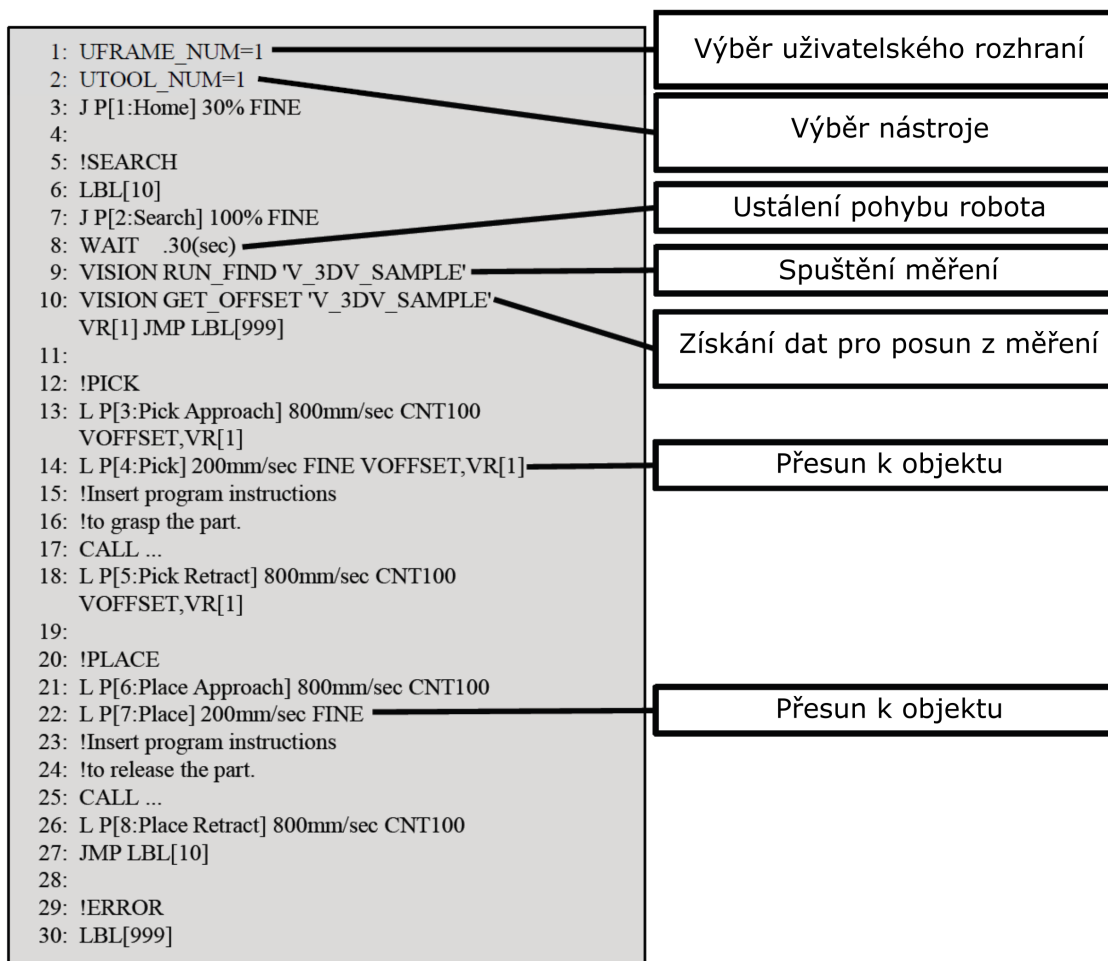 1: UFRAME_NUM=1
2: UTOOL_NUM=1
3: J P[1:Home] 30% FINE
4:
5: !SEARCH
6: LBL[10]
7: J P[2:Search] 100% FINE
8: WAIT .30(sec)
9: VISION RUN_FIND 'V_3DV_SAMPLE'
10: VISION GET_OFFSET 'V_3DV_SAMPLE'
VR[1] JMP LBL[999]
11:
12: !PICK
13: L P[3:Pick Approach] 800mm/sec CNT100
VOFFSET,VR[1]
14: L P[4:Pick] 200mm/sec FINE VOFFSET,VR[1]
15: !Insert program instructions
16: !to grasp the part.
17: CALL ...
18: L P[5:Pick Retract] 800mm/sec CNT100
VOFFSET,VR[1]
19:
20: !PLACE
21: L P[6:Place Approach] 800mm/sec CNT100
22: L P[7:Place] 200mm/sec FINE
23: !Insert program instructions
24: !to release the part.
25: CALL ...
26: L P[8:Place Retract] 800mm/sec CNT100
27: JMP LBL[10]
28:
29: !ERROR
30: LBL[999]
Výběr uživatelského rozhraní
Výběr nástroje
Ustálení pohybu robota
Spuštění měření
Získání dat pro posun z měření
Přesun k objektu
Přesun k objektu